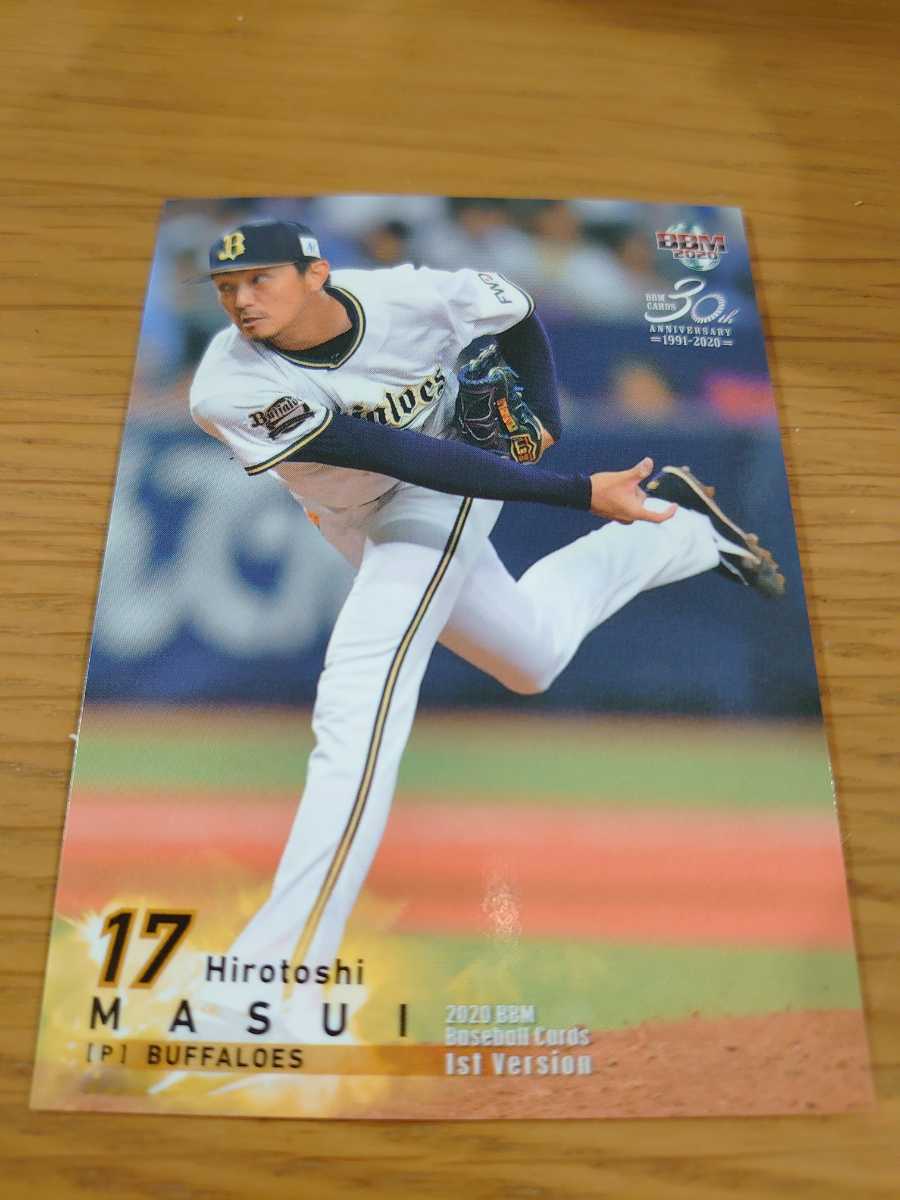 BBM
2020
BBM
CARDS
30th
ANNIVERSARY
1991-2020
B
FWD
Buffaloes
17
Hirotoshi
MASUI
[P] BUFFALOES
2020 BBM
Baseball Cards
1st Version